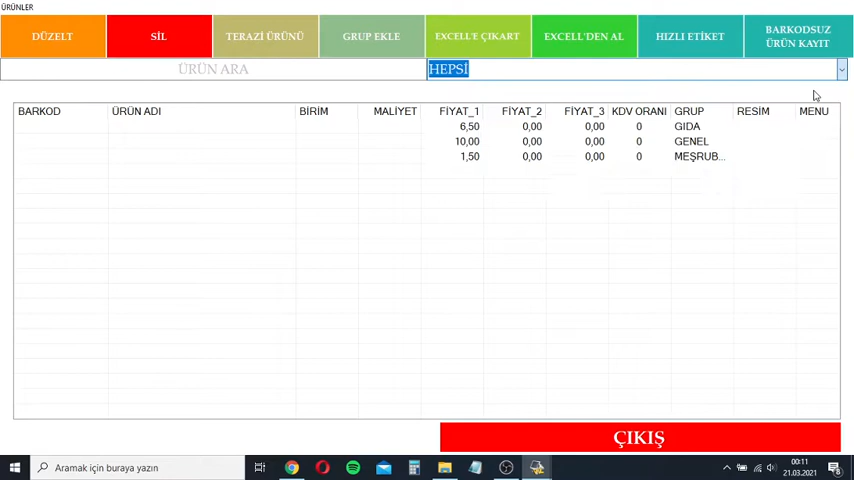 ÜRÜNLER
DÜZELT SİL TERAZİ ÜRÜNÜ GRUP EKLE EXCELL'E ÇIKART EXCELL'DEN AL HIZLI ETİKET BARKODSUZ ÜRÜN KAYIT
ÜRÜN ARA HEPSİ
BARKOD ÜRÜN ADI BİRİM MALİYET FİYAT_1 FİYAT_2 FİYAT_3 KDV ORANI GRUP RESİM MENU
6,50 0,00 0,00 0 GIDA
10,00 0,00 0,00 0 GENEL
1,50 0,00 0,00 0 MEŞRUB...
ÇIKIŞ
Aramak için buraya yazın
00:11
21.03.2021
8